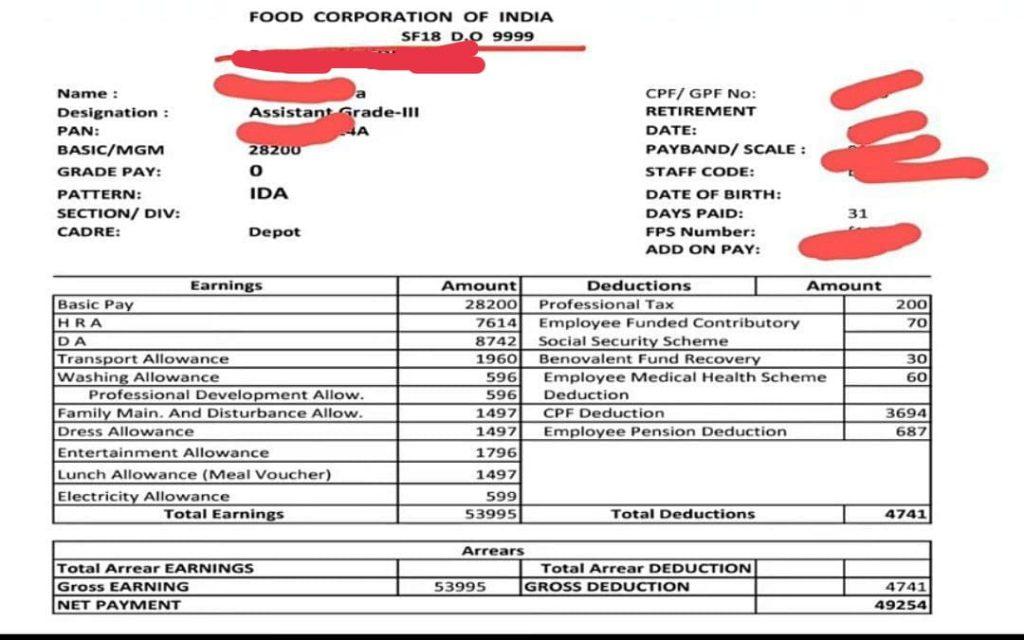 FOOD CORPORATION OF INDIA
SF18 D.O 9999
Name : a CPF/ GPF No:
Designation : Assistant Grade-III RETIREMENT
PAN: 4A DATE:
BASIC/MGM 28200 PAYBAND/ SCALE :
GRADE PAY: 0 STAFF CODE:
PATTERN: IDA DATE OF BIRTH:
SECTION/ DIV: DAYS PAID: 31
CADRE: Depot FPS Number:
ADD ON PAY:
Earnings Amount Deductions Amount
Basic Pay 28200 Professional Tax 200
H R A 7614 Employee Funded Contributory 70
D A 8742 Social Security Scheme
Transport Allowance 1960 Benovalent Fund Recovery 30
Washing Allowance 596 Employee Medical Health Scheme 60
Professional Development Allow. 596 Deduction
Family Main. And Disturbance Allow. 1497 CPF Deduction 3694
Dress Allowance 1497 Employee Pension Deduction 687
Entertainment Allowance 1796
Lunch Allowance (Meal Voucher) 1497
Electricity Allowance 599
Total Earnings 53995 Total Deductions 4741
Arrears
Total Arrear EARNINGS Total Arrear DEDUCTION
Gross EARNING 53995 GROSS DEDUCTION 4741
NET PAYMENT 49254